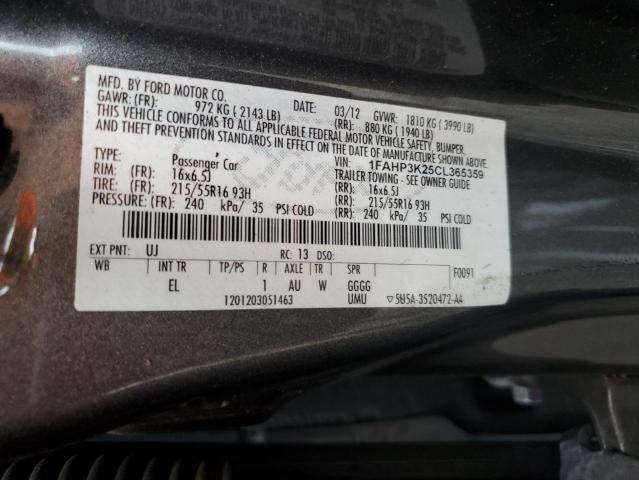 MFD. BY FORD MOTOR CO.
DATE: 03/12 GVWR: 1810 KG ( 3990 LB)
GAWR: (FR): 972 KG ( 2143 LB) (RR): 880 KG ( 1940 LB)
THIS VEHICLE CONFORMS TO ALL APPLICABLE FEDERAL MOTOR VEHICLE SAFETY, BUMPER,
AND THEFT PREVENTION STANDARDS IN EFFECT ON THE DATE OF MANUFACTURE SHOWN ABOVE.
VIN: 1FAHP3K25CL365359
TYPE: Passenger Car TRAILER TOWING - SEE OWNER GUIDE
RIM: (FR): 16x6.5J (RR): 16x6.5J
TIRE: (FR): 215/55R16 93H (RR): 215/55R16 93H
PRESSURE: (FR): 240 kPa/ 35 PSI COLD (RR): 240 kPa/ 35 PSI COLD
EXT PNT: UJ RC: 13 DSO:
WB INT TR TP/PS R AXLE TR SPR F0091
EL 1 AU W GGGG
1201203051463 UMU 5U5A-3520472-AA